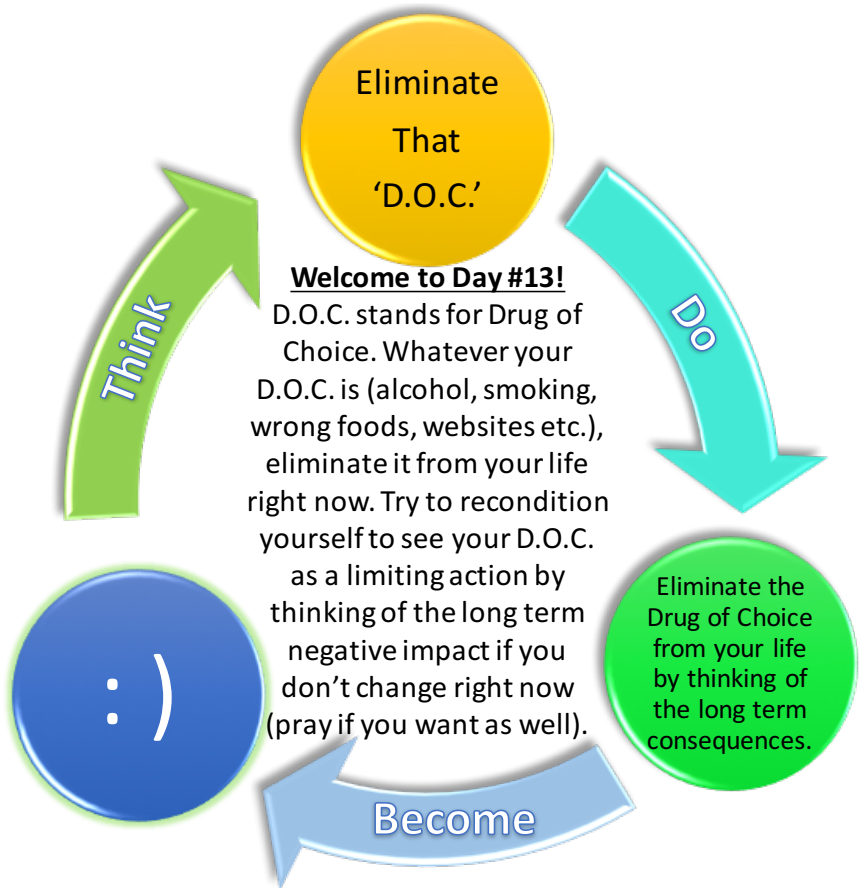 Eliminate
That
‘D.O.C.’
Do
Eliminate the
Drug of Choice
from your life
by thinking of
the long term
consequences.
Become
: )
Think
Welcome to Day #13!
D.O.C. stands for Drug of
Choice. Whatever your
D.O.C. is (alcohol, smoking,
wrong foods, websites etc.),
eliminate it from your life
right now. Try to recondition
yourself to see your D.O.C.
as a limiting action by
thinking of the long term
negative impact if you
don’t change right now
(pray if you want as well).